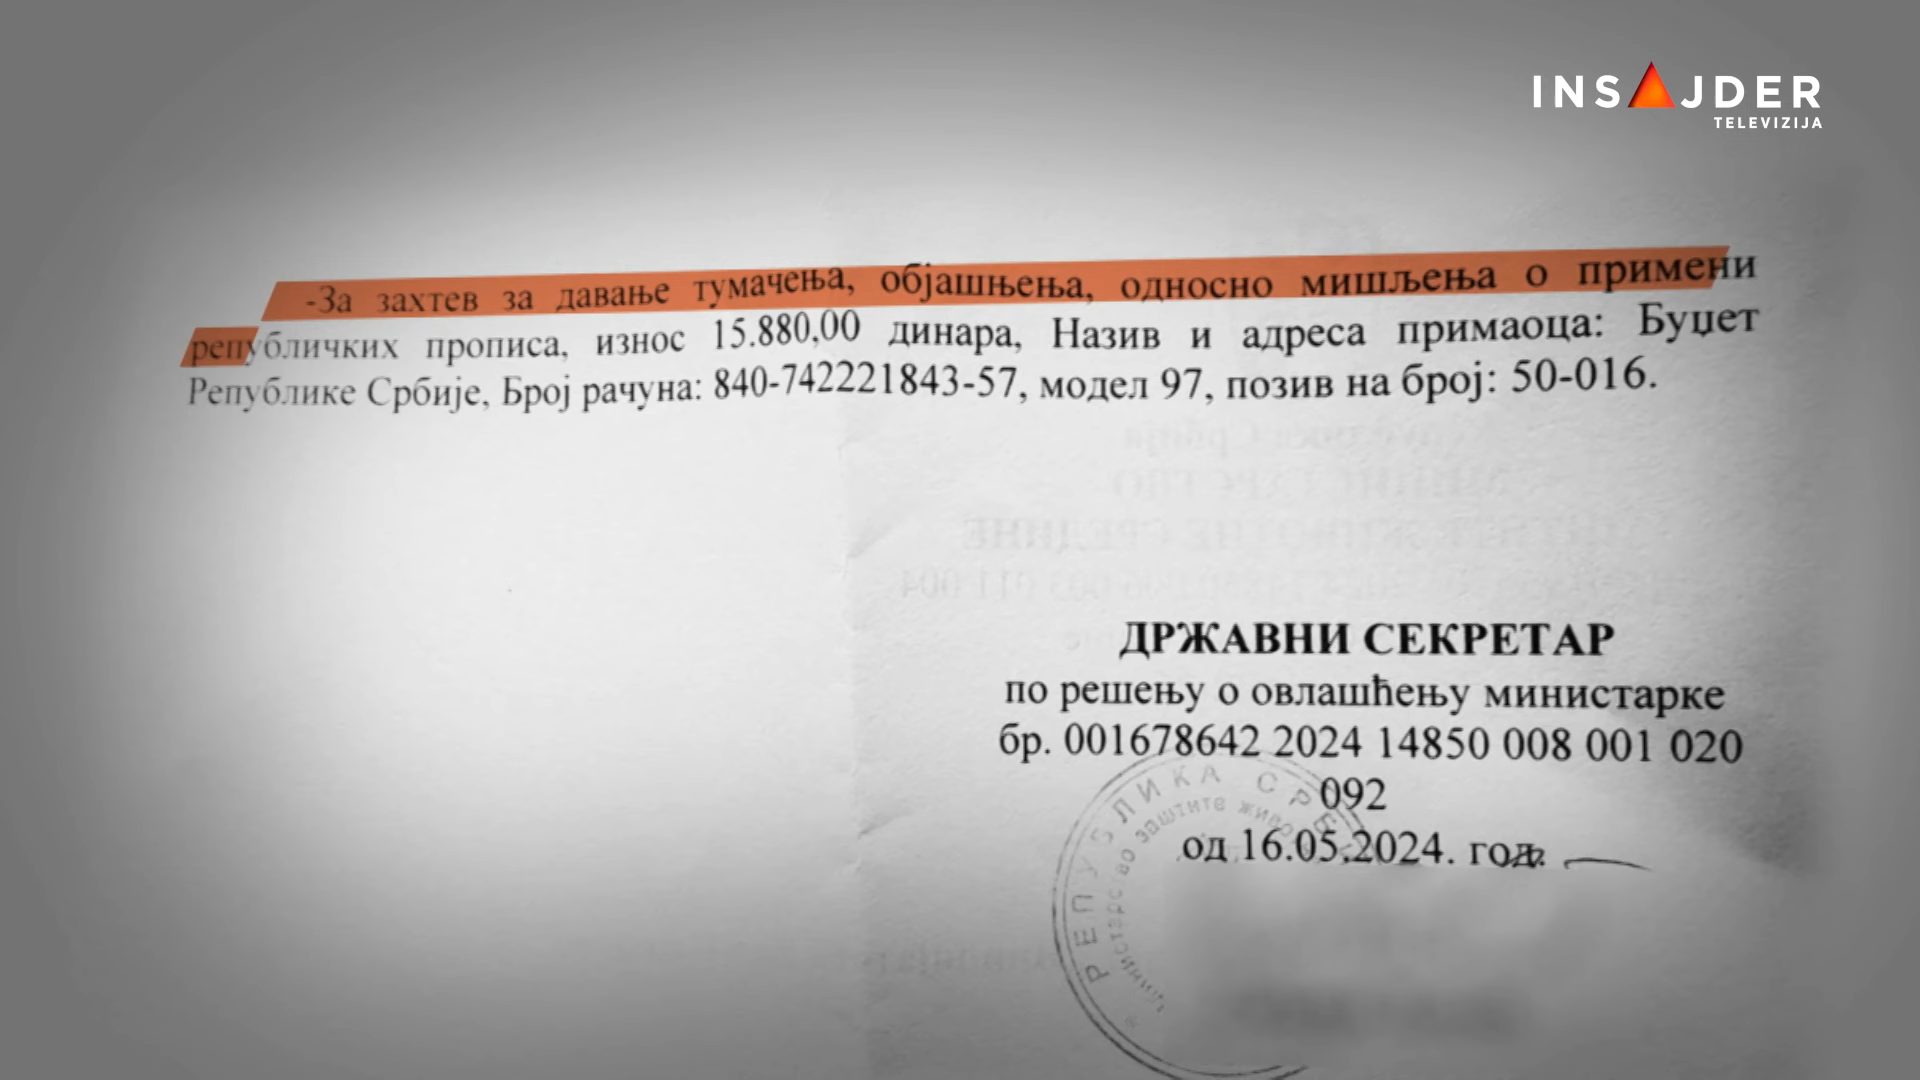 INSAJDER
TELEVIZIJA
-За захтев за давање тумачења, објашњења, односно мишљења о примени
републичких прописа, износ 15.880,00 динара, Назив и адреса примаоца: Буџет
Републике Србије, Број рачуна: 840-742221843-57, модел 97, позив на број: 50-016.
ДРЖАВНИ СЕКРЕТАР
по решењу о овлашћењу министарке
бр. 001678642 2024 14850 008 001 020
092
од 16.05.2024. год.
РЕПУБЛИКА
заштите